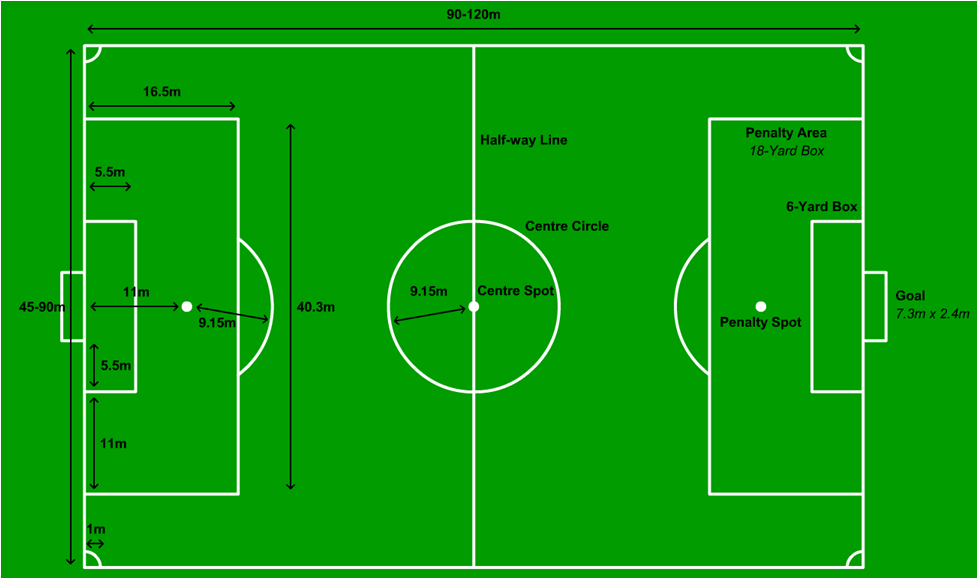 90-120m
16.5m
Penalty Area
18-Yard Box
Half-way Line
5.5m
6-Yard Box
Centre Circle
11m
9.15m
Centre Spot
45-90m
40.3m
Goal
7.3m x 2.4m
9.15m
Penalty Spot
5.5m
11m
1m